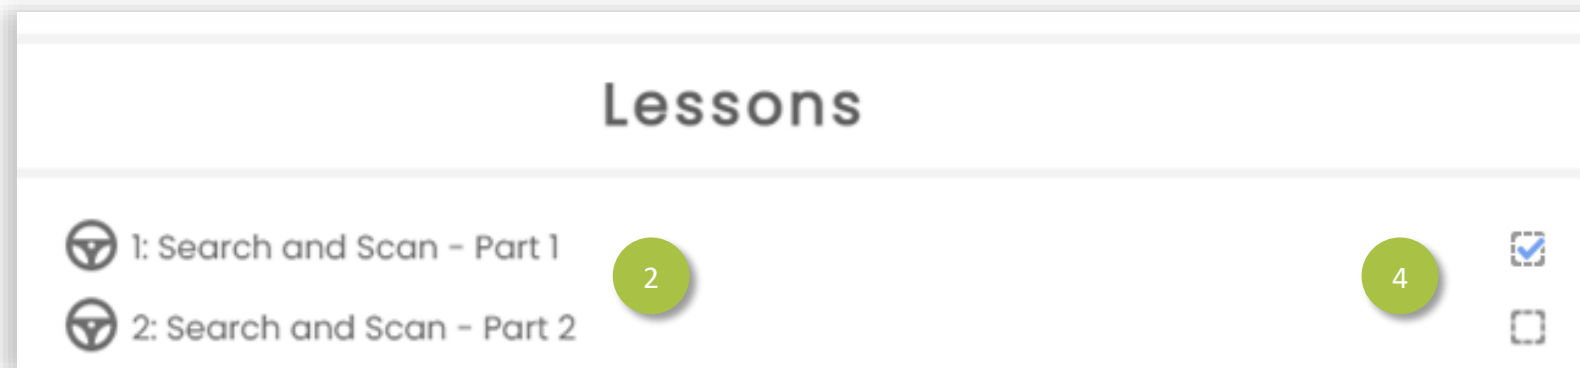 Lessons
1: Search and Scan - Part 1
2
4
2: Search and Scan - Part 2